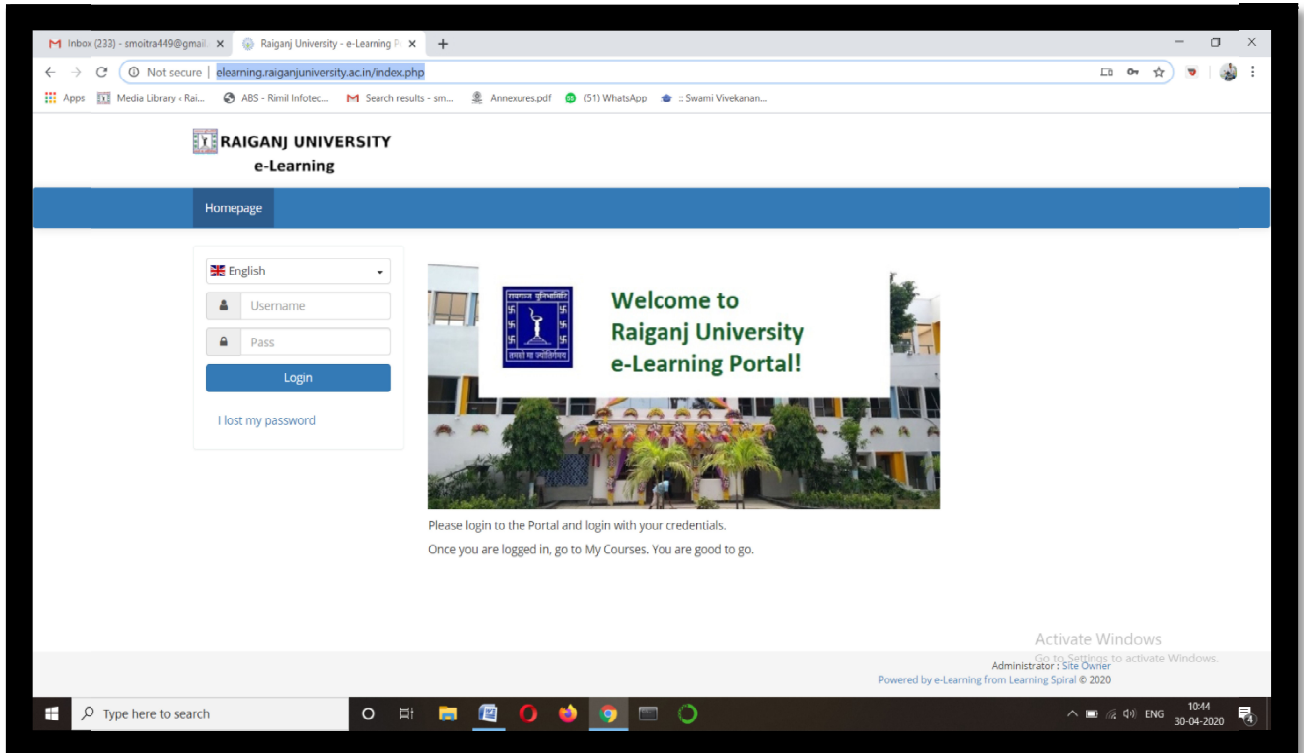 Inbox (233) - smoitra449@gmail.
Raiganj University - e-Learning P
Not secure | elearning.raiganjuniversity.ac.in/index.php
Apps
Media Library ‹ Rai...
ABS - Rimil Infotec...
Search results - sm...
Annexures.pdf
(51) WhatsApp
:: Swami Vivekanan...
RAIGANJ UNIVERSITY
e-Learning
Homepage
English
Username
Pass
Login
I lost my password
Welcome to
Raiganj University
e-Learning Portal!
Please login to the Portal and login with your credentials.
Once you are logged in, go to My Courses. You are good to go.
Activate Windows
Go to Settings to activate Windows.
Administrator : Site Owner
Powered by e-Learning from Learning Spiral © 2020
Type here to search
ENG
10:44
30-04-2020
4